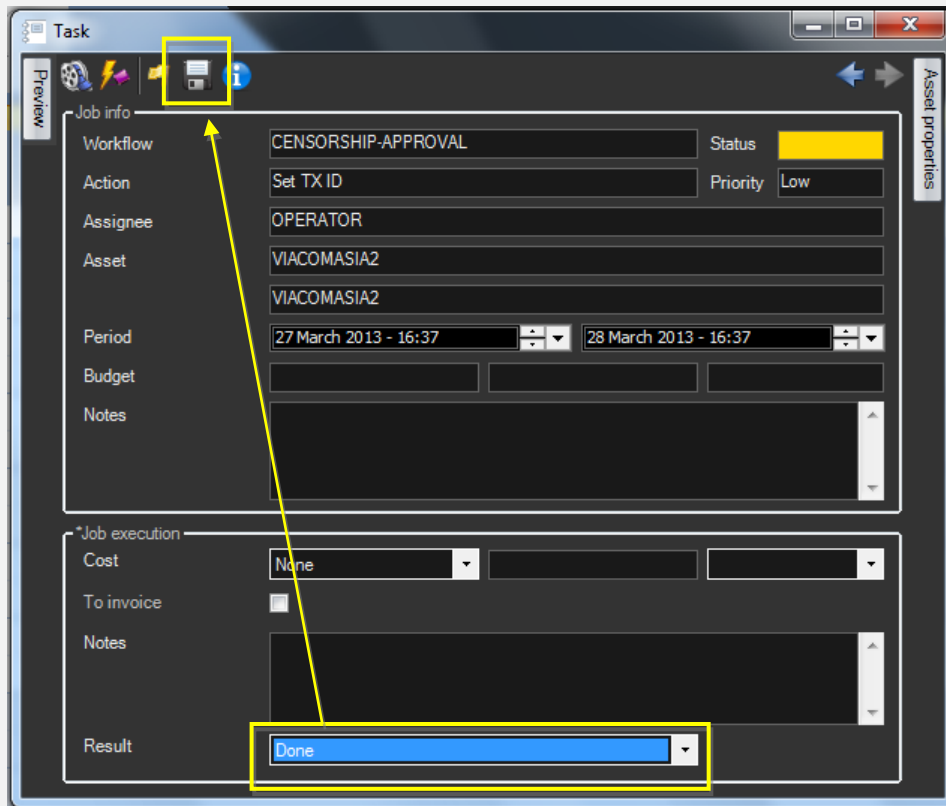 Task
Preview
Asset properties
Job info
Workflow CENSORSHIP-APPROVAL Status
Action Set TX ID Priority Low
Assignee OPERATOR
Asset VIACOMASIA2
VIACOMASIA2
Period 27 March 2013 - 16:37 28 March 2013 - 16:37
Budget
Notes
*Job execution
Cost None
To invoice
Notes
Result Done